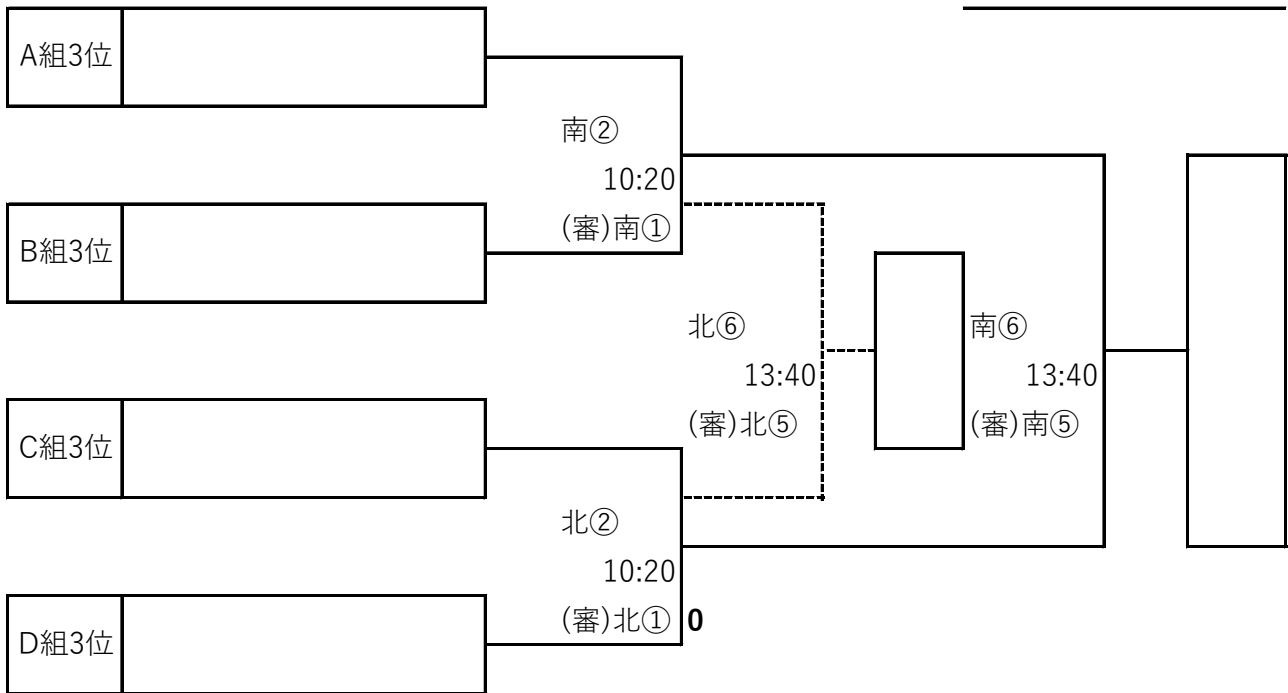 A組3位
南②
10:20
(審)南①
B組3位
北⑥
13:40
(審)北⑤
南⑥
13:40
(審)南⑤
C組3位
北②
10:20
(審)北① 0
D組3位